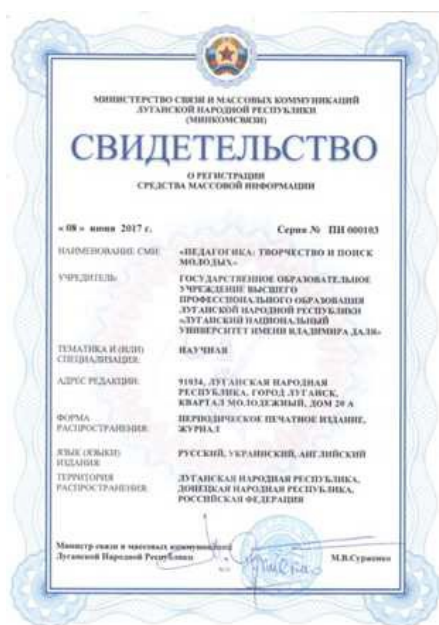 МИНИСТЕРСТВО СВЯЗИ И МАССОВЫХ КОММУНИКАЦИЙ
ЛУГАНСКОЙ НАРОДНОЙ РЕСПУБЛИКИ
(МИНКОМСВЯЗИ)
СВИДЕТЕЛЬСТВО
О РЕГИСТРАЦИИ
СРЕДСТВА МАССОВОЙ ИНФОРМАЦИИ
« 08 » июня 2017 г. Серия № ПИ 000103
НАИМЕНОВАНИЕ СМИ: «ПЕДАГОГИКА: ТВОРЧЕСТВО И ПОИСК
МОЛОДЫХ»
УЧРЕДИТЕЛЬ: ГОСУДАРСТВЕННОЕ ОБРАЗОВАТЕЛЬНОЕ
УЧРЕЖДЕНИЕ ВЫСШЕГО
ПРОФЕССИОНАЛЬНОГО ОБРАЗОВАНИЯ
ЛУГАНСКОЙ НАРОДНОЙ РЕСПУБЛИКИ
«ЛУГАНСКИЙ НАЦИОНАЛЬНЫЙ
УНИВЕРСИТЕТ ИМЕНИ ВЛАДИМИРА ДАЛЯ»
ТЕМАТИКА И (ИЛИ) НАУЧНАЯ
СПЕЦИАЛИЗАЦИЯ:
АДРЕС РЕДАКЦИИ: 91034, ЛУГАНСКАЯ НАРОДНАЯ
РЕСПУБЛИКА, ГОРОД ЛУГАНСК,
КВАРТАЛ МОЛОДЕЖНЫЙ, ДОМ 20 А
ФОРМА ПЕРИОДИЧЕСКОЕ ПЕЧАТНОЕ ИЗДАНИЕ,
РАСПРОСТРАНЕНИЯ: ЖУРНАЛ
ЯЗЫК (ЯЗЫКИ) РУССКИЙ, УКРАИНСКИЙ, АНГЛИЙСКИЙ
ИЗДАНИЯ:
ТЕРРИТОРИЯ ЛУГАНСКАЯ НАРОДНАЯ РЕСПУБЛИКА,
РАСПРОСТРАНЕНИЯ: ДОНЕЦКАЯ НАРОДНАЯ РЕСПУБЛИКА,
РОССИЙСКАЯ ФЕДЕРАЦИЯ
Министр связи и массовых коммуникаций
Луганской Народной Республики М.В.Сурженко